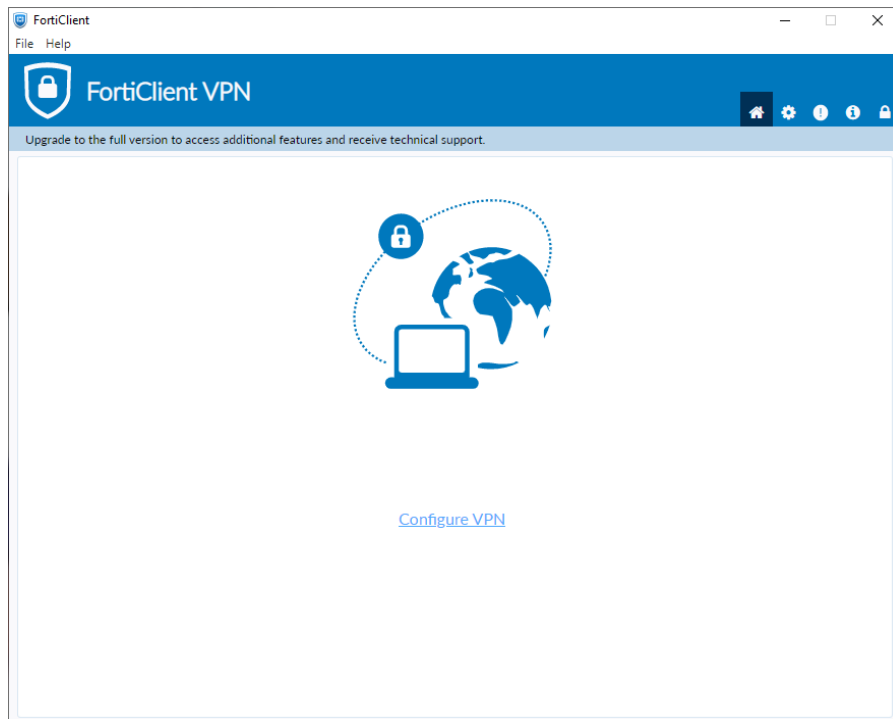 FortiClient
File Help
FortiClient VPN
Upgrade to the full version to access additional features and receive technical support.
Configure VPN